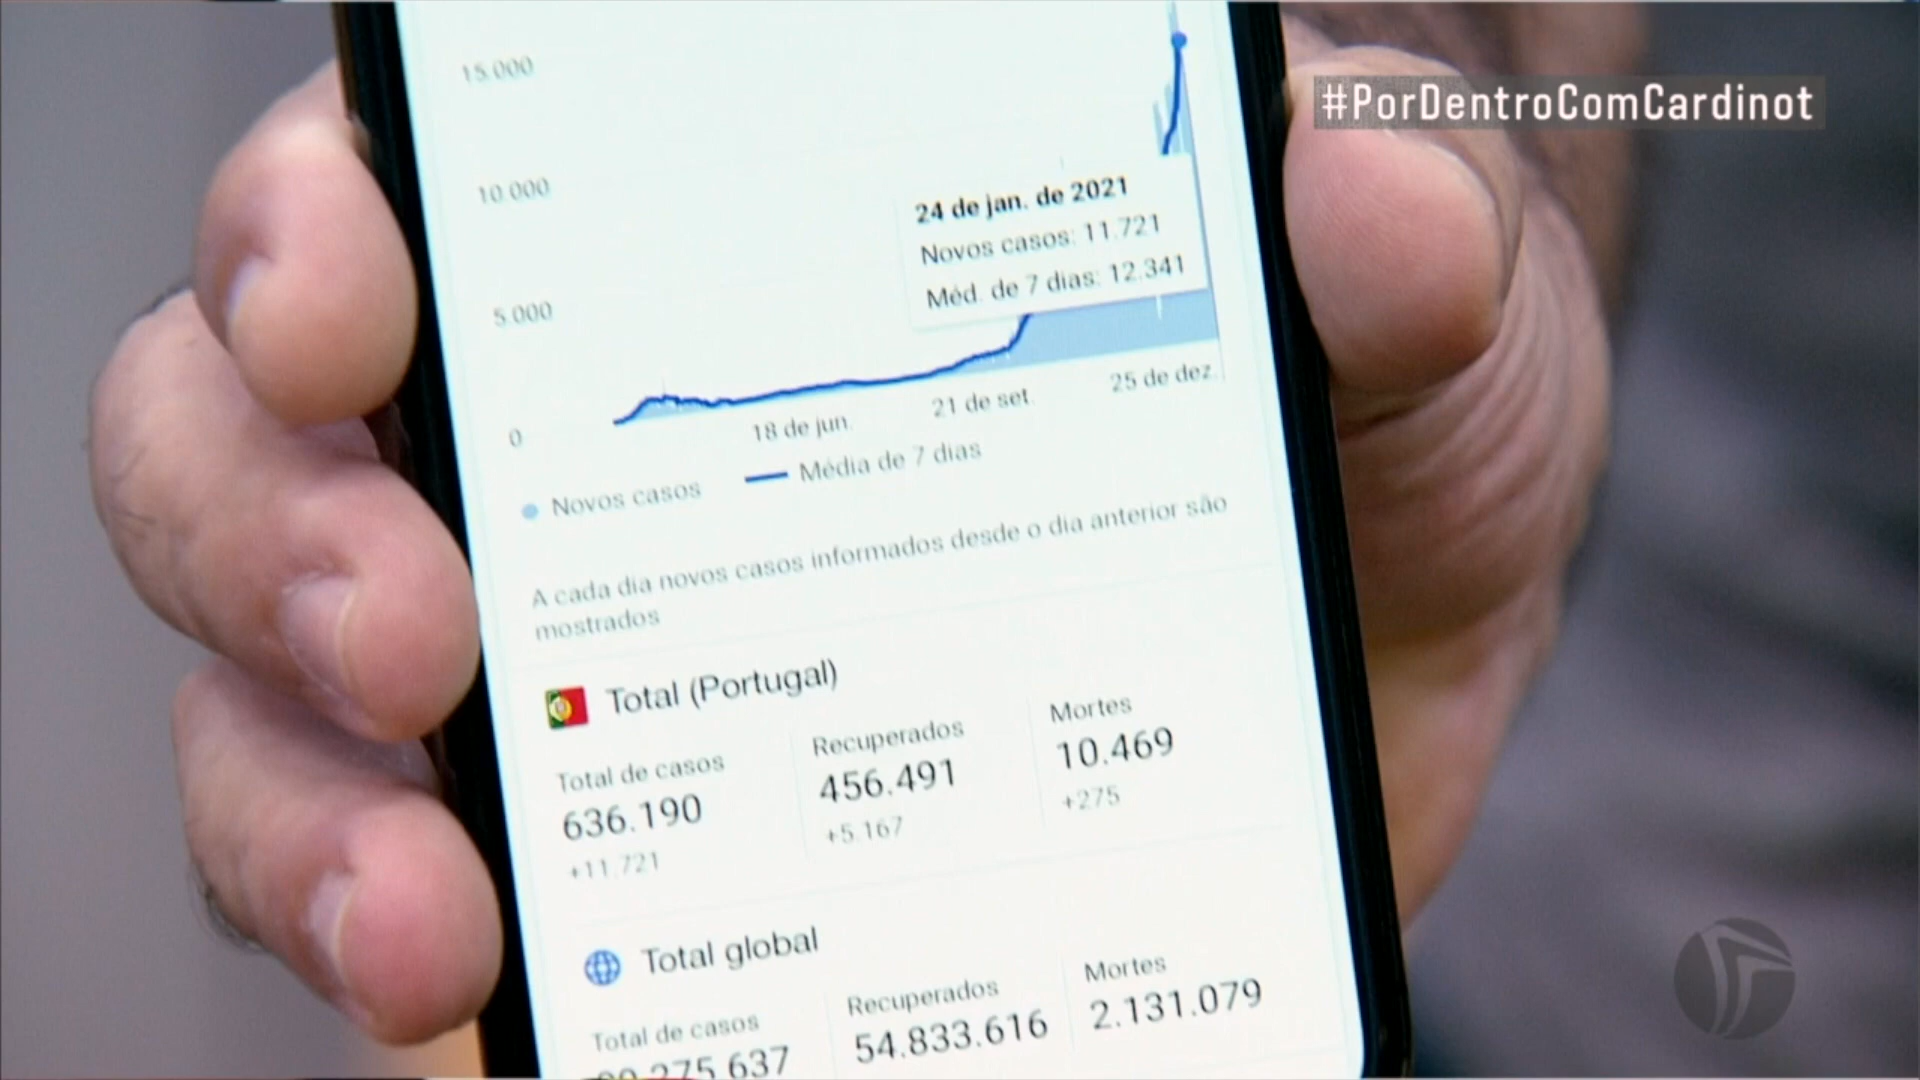 15.000
#PorDentroComCardinot
10.000
24 de jan. de 2021
Novos casos: 11.721
Méd. de 7 dias: 12.341
5.000
0
18 de jun.
21 de set.
25 de dez.
Novos casos
Média de 7 dias
A cada dia novos casos informados desde o dia anterior são
mostrados
Total (Portugal)
Total de casos
Recuperados
Mortes
636.190
456.491
10.469
+11.721
+5.167
+275
Total global
Total de casos
Recuperados
Mortes
54.833.616
2.131.079